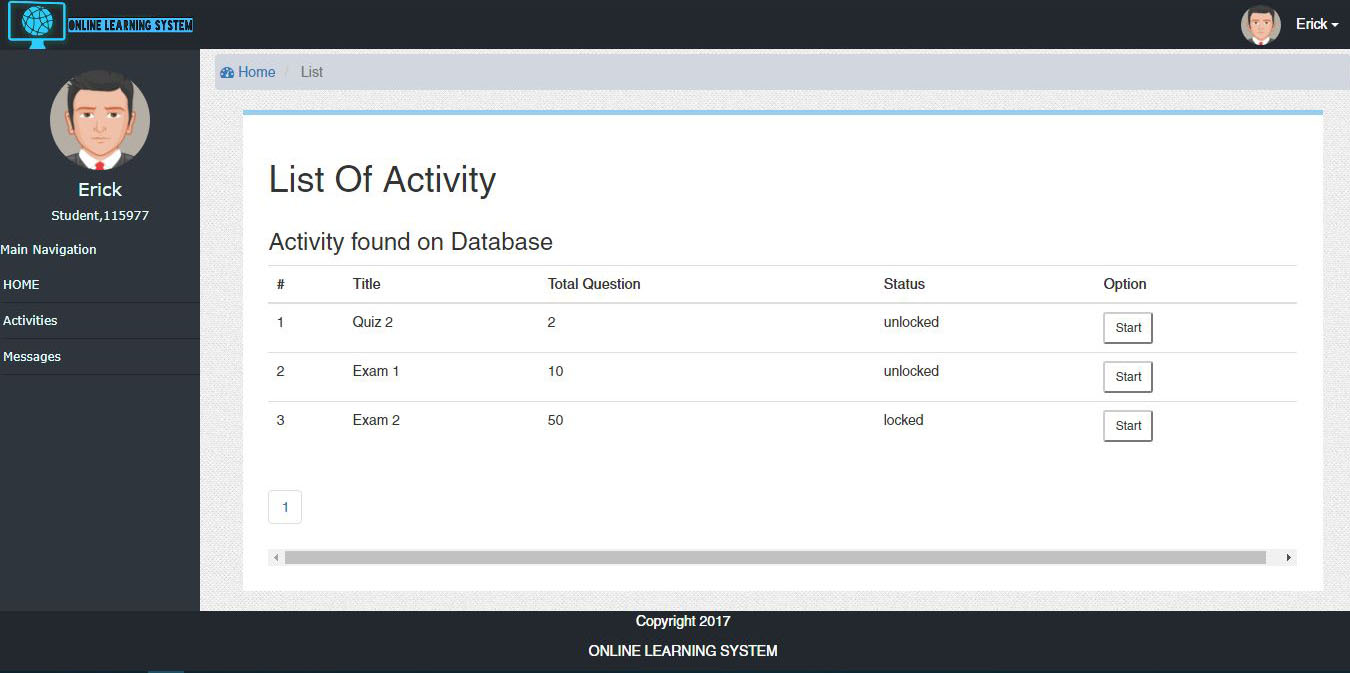 ONLINE LEARNING SYSTEM
Erick
Home / List
Erick
Student,115977
Main Navigation
HOME
Activities
Messages
List Of Activity
Activity found on Database
# Title Total Question Status Option
1 Quiz 2 2 unlocked Start
2 Exam 1 10 unlocked Start
3 Exam 2 50 locked Start
1
Copyright 2017
ONLINE LEARNING SYSTEM